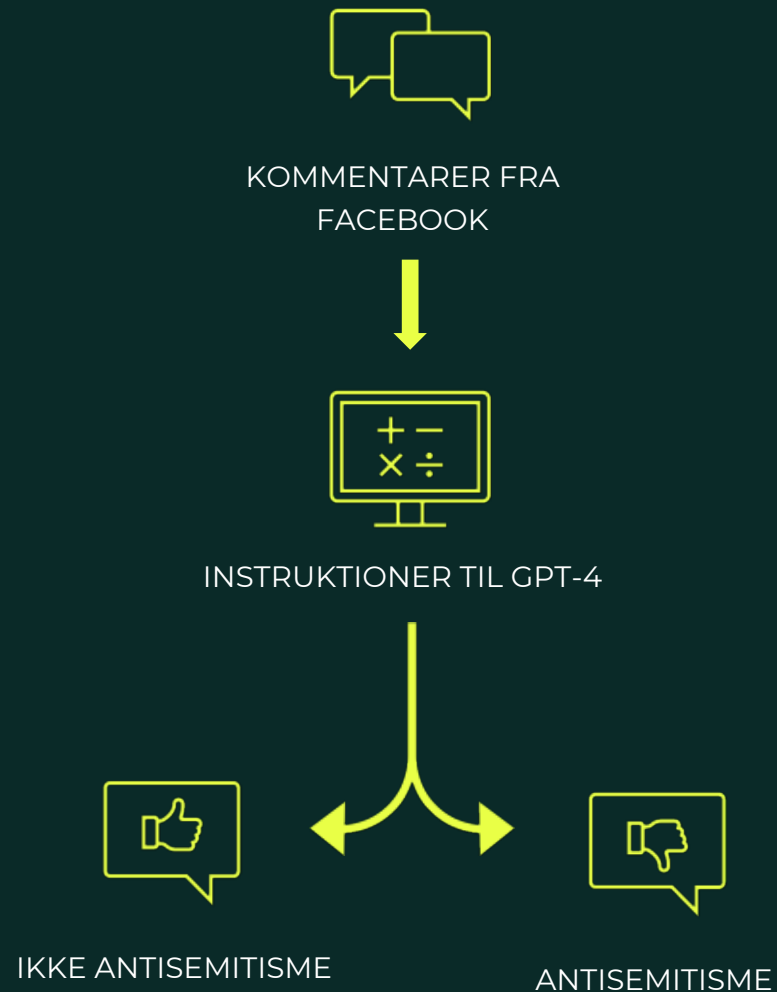 KOMMENTARER FRA
FACEBOOK
INSTRUKTIONER TIL GPT-4
IKKE ANTISEMITISME
ANTISEMITISME